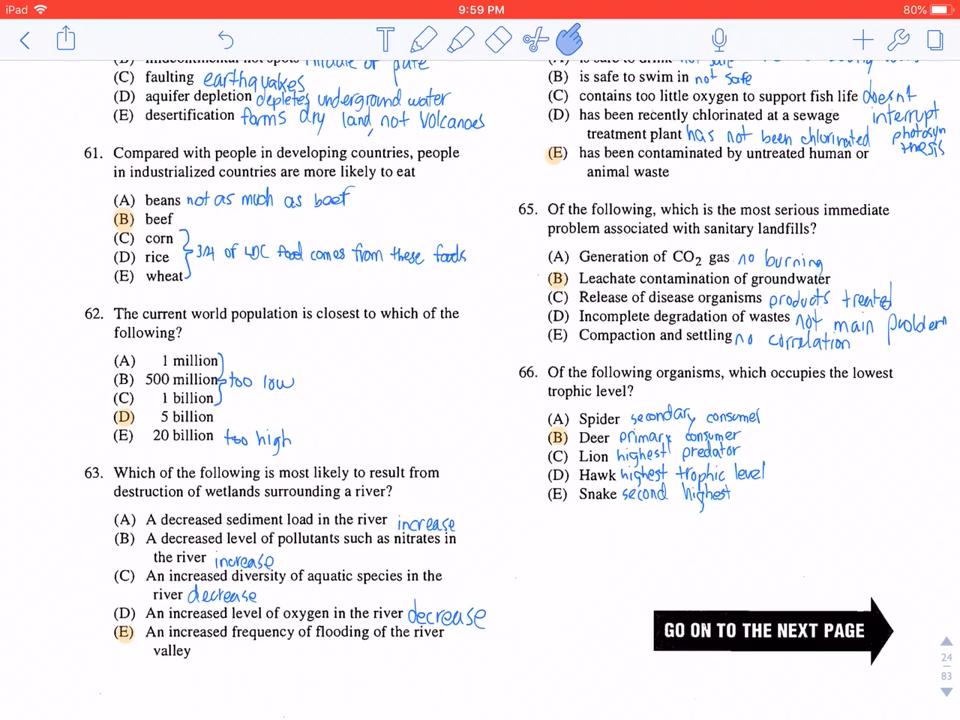 iPad
9:59 PM
80%
middle of plate
(C) faulting earthquakes
(D) aquifer depletion depletes underground water
(E) desertification forms dry land, not volcanoes
61. Compared with people in developing countries, people
in industrialized countries are more likely to eat
(A) beans not as much as beef
(B) beef
(C) corn
(D) rice 3/4 of LDC food comes from these foods
(E) wheat
62. The current world population is closest to which of the
following?
(A) 1 million
(B) 500 million too low
(C) 1 billion
(D) 5 billion
(E) 20 billion too high
63. Which of the following is most likely to result from
destruction of wetlands surrounding a river?
(A) A decreased sediment load in the river increase
(B) A decreased level of pollutants such as nitrates in
the river increase
(C) An increased diversity of aquatic species in the
river decrease
(D) An increased level of oxygen in the river decrease
(E) An increased frequency of flooding of the river
valley
(B) is safe to swim in not safe
(C) contains too little oxygen to support fish life doesn't
(D) has been recently chlorinated at a sewage interrupt
treatment plant has not been chlorinated photosyn
thesis
(E) has been contaminated by untreated human or
animal waste
65. Of the following, which is the most serious immediate
problem associated with sanitary landfills?
(A) Generation of CO₂ gas no burning
(B) Leachate contamination of groundwater
(C) Release of disease organisms products treated
(D) Incomplete degradation of wastes not main problem
(E) Compaction and settling no correlation
66. Of the following organisms, which occupies the lowest
trophic level?
(A) Spider secondary consumer
(B) Deer primary consumer
(C) Lion highest predator
(D) Hawk highest trophic level
(E) Snake second highest
GO ON TO THE NEXT PAGE
24
83